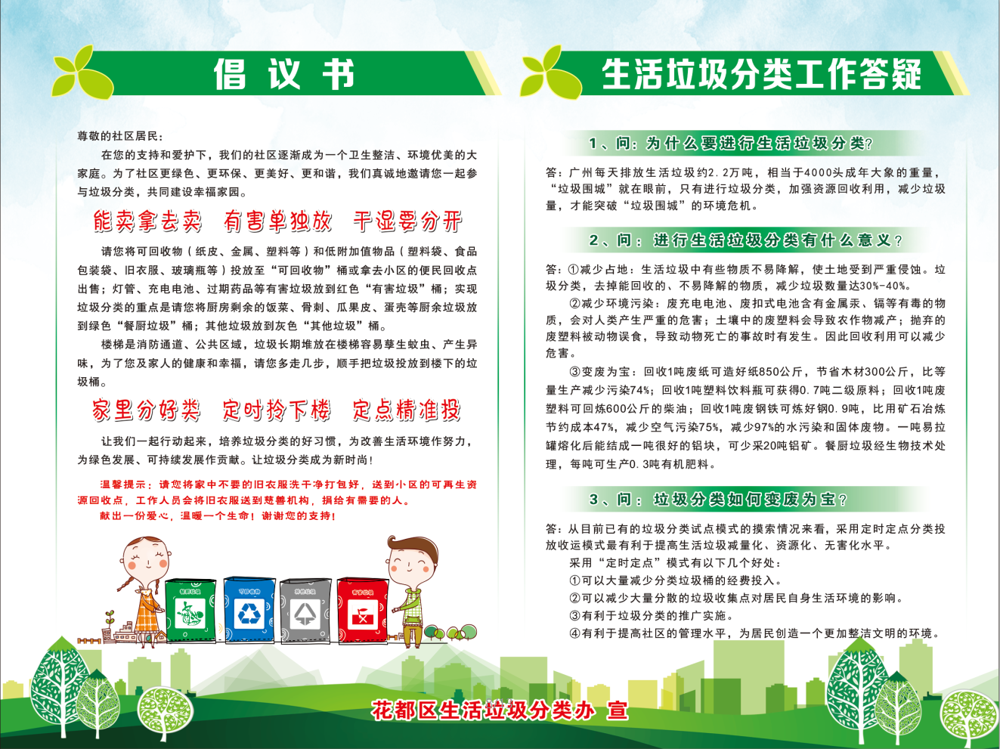 倡议书
尊敬的社区居民：
在您的支持和爱护下，我们的社区逐渐成为一个卫生整洁、环境优美的大
家庭。为了社区更绿色、更环保、更美好、更和谐，我们真诚地邀请您一起参
与垃圾分类，共同建设幸福家园。
能卖拿去卖 有害单独放 干湿要分开
请您将可回收物（纸皮、金属、塑料等）和低附加值物品（塑料袋、食品
包装袋、旧衣服、玻璃瓶等）投放至“可回收物”桶或拿去小区的便民回收点
出售；灯管、充电电池、过期药品等有害垃圾放到红色“有害垃圾”桶；实现
垃圾分类的重点是请您将厨房剩余的饭菜、骨刺、瓜果皮、蛋壳等厨余垃圾放
到绿色“餐厨垃圾”桶；其他垃圾放到灰色“其他垃圾”桶。
楼梯是消防通道、公共区域，垃圾长期堆放在楼梯容易孳生蚊虫、产生异
味，为了您及家人的健康和幸福，请您多走几步，顺手把垃圾投放到楼下的垃
圾桶。
家里分好类 定时拎下楼 定点精准投
让我们一起行动起来，培养垃圾分类的好习惯，为改善生活环境作努力，
为绿色发展、可持续发展作贡献。让垃圾分类成为新时尚！
温馨提示：请您将家中不要的旧衣服洗干净打包好，送到小区的可再生资
源回收点，工作人员会将旧衣服送到慈善机构，捐给有需要的人。
献出一份爱心，温暖一个生命！谢谢您的支持！
餐厨垃圾
可回收物
其他垃圾
有害垃圾
生活垃圾分类工作答疑
1、问：为什么要进行生活垃圾分类？
答：广州每天排放生活垃圾约2.2万吨，相当于4000头成年大象的重量，
“垃圾围城”就在眼前，只有进行垃圾分类，加强资源回收利用，减少垃圾
量，才能突破“垃圾围城”的环境危机。
2、问：进行生活垃圾分类有什么意义？
答：①减少占地：生活垃圾中有些物质不易降解，使土地受到严重侵蚀。垃
圾分类，去掉能回收的、不易降解的物质，减少垃圾数量达30%-40%。
②减少环境污染：废充电电池、废扣式电池含有金属汞、镉等有毒的物
质，会对人类产生严重的危害；土壤中的废塑料会导致农作物减产；抛弃的
废塑料被动物误食，导致动物死亡的事故时有发生。因此回收利用可以减少
危害。
③变废为宝：回收1吨废纸可造好纸850公斤，节省木材300公斤，比等
量生产减少污染74%；回收1吨塑料饮料瓶可获得0.7吨二级原料；回收1吨废
塑料可回炼600公斤的柴油；回收1吨废钢铁可炼好钢0.9吨，比用矿石冶炼
节约成本47%，减少空气污染75%，减少97%的水污染和固体废物。一吨易拉
罐熔化后能结成一吨很好的铝块，可少采20吨铝矿。餐厨垃圾经生物技术处
理，每吨可生产0.3吨有机肥料。
3、问：垃圾分类如何变废为宝？
答：从目前已有的垃圾分类试点模式的摸索情况来看，采用定时定点分类投
放收运模式最有利于提高生活垃圾减量化、资源化、无害化水平。
采用“定时定点”模式有以下几个好处：
①可以大量减少分类垃圾桶的经费投入。
②可以减少大量分散的垃圾收集点对居民自身生活环境的影响。
③有利于垃圾分类的推广实施。
④有利于提高社区的管理水平，为居民创造一个更加整洁文明的环境。
花都区生活垃圾分类办 宣